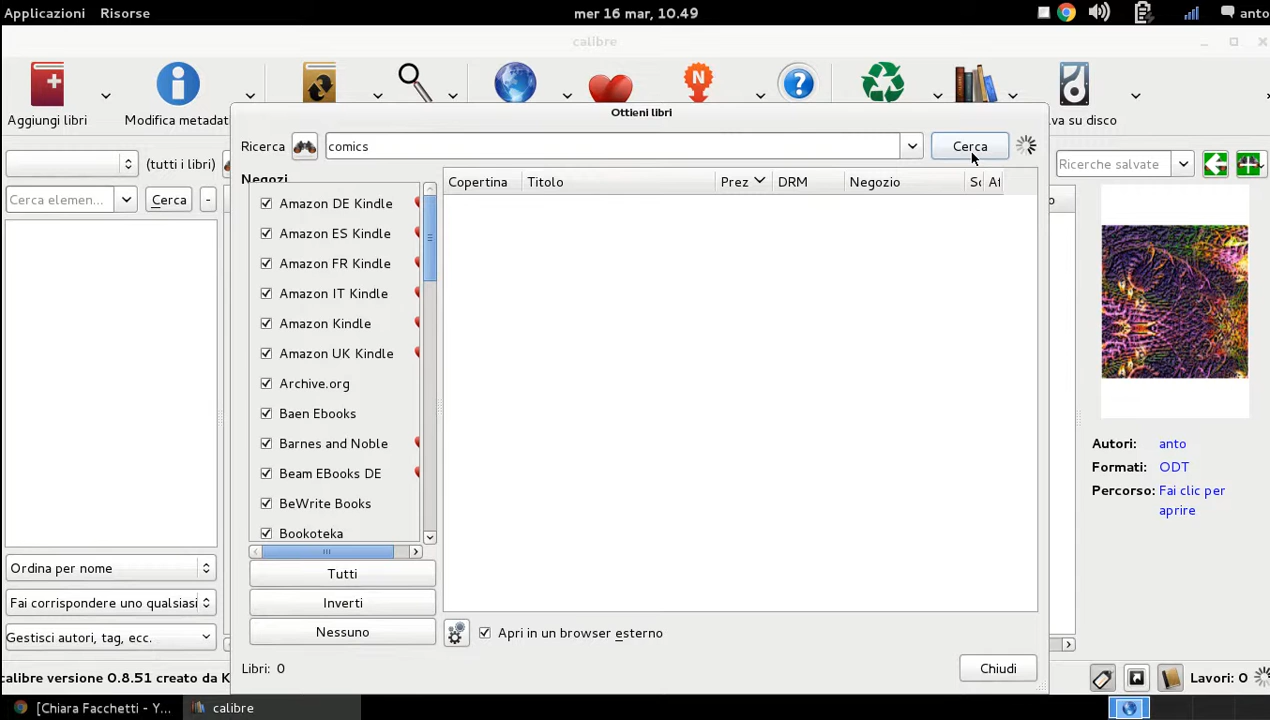 Applicazioni Risorse mer 16 mar, 10.49 anto
calibre
Aggiungi libri Modifica metadat va su disco
Ottieni libri
Ricerca comics Cerca
(tutti i libri) Ricerche salvate
Cerca elemen... Cerca -
Negozi
Copertina Titolo Prez DRM Negozio Sc Af
Amazon DE Kindle
Amazon ES Kindle
Amazon FR Kindle
Amazon IT Kindle
Amazon Kindle
Amazon UK Kindle
Archive.org
Baen Ebooks
Barnes and Noble
Beam EBooks DE
BeWrite Books
Bookoteka
Autori: anto
Formati: ODT
Percorso: Fai clic per
aprire
Ordina per nome
Fai corrispondere uno qualsiasi
Gestisci autori, tag, ecc.
Tutti
Inverti
Nessuno
Apri in un browser esterno
Libri: 0
Chiudi
calibre versione 0.8.51 creato da K Lavori: 0
[Chiara Facchetti - Y... calibre